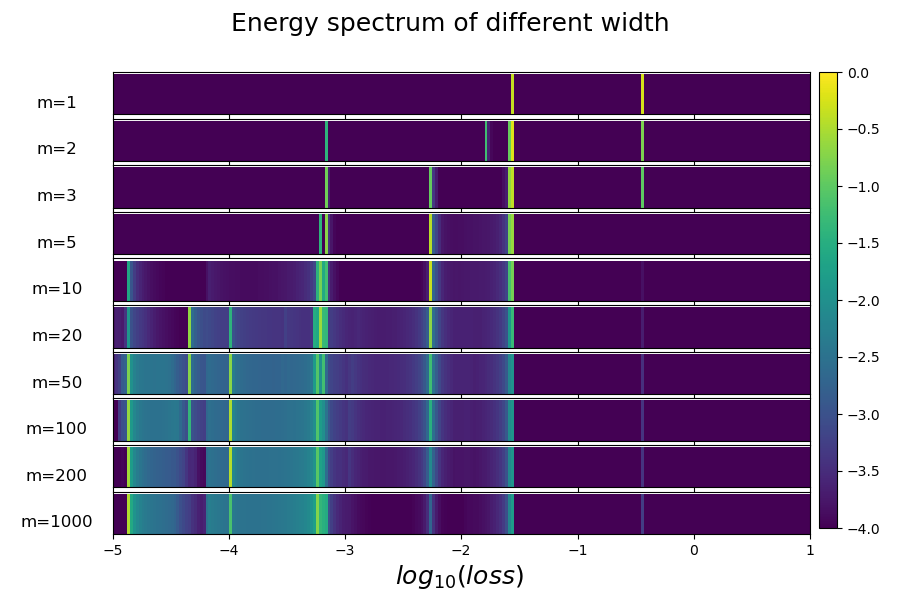 Energy spectrum of different width
m=1
m=2
m=3
m=5
m=10
m=20
m=50
m=100
m=200
m=1000
0.0
−0.5
−1.0
−1.5
−2.0
−2.5
−3.0
−3.5
−4.0
−5 −4 −3 −2 −1 0 1
log₁₀(loss)